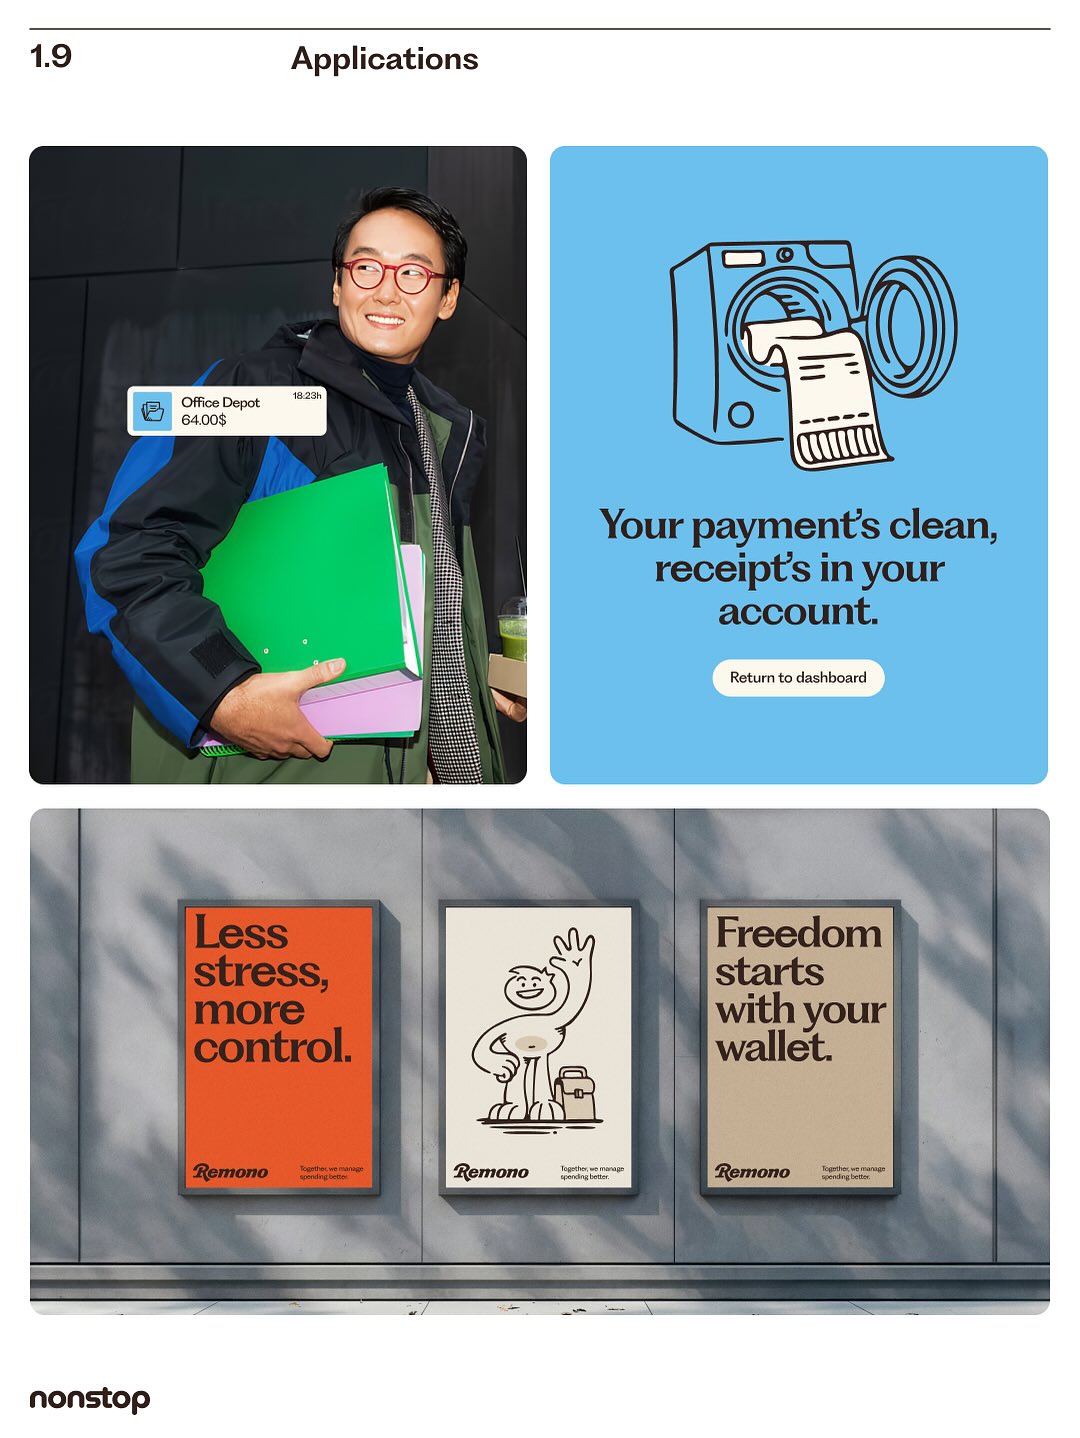 1.9
Applications
Office Depot
18:23h
64.00$
Your payment’s clean,
receipt’s in your
account.
Return to dashboard
Less
stress,
more
control.
Remono
Together, we manage
spending better.
Remono
Together, we manage
spending better.
Freedom
starts
with your
wallet.
Remono
Together, we manage
spending better.
nonstop